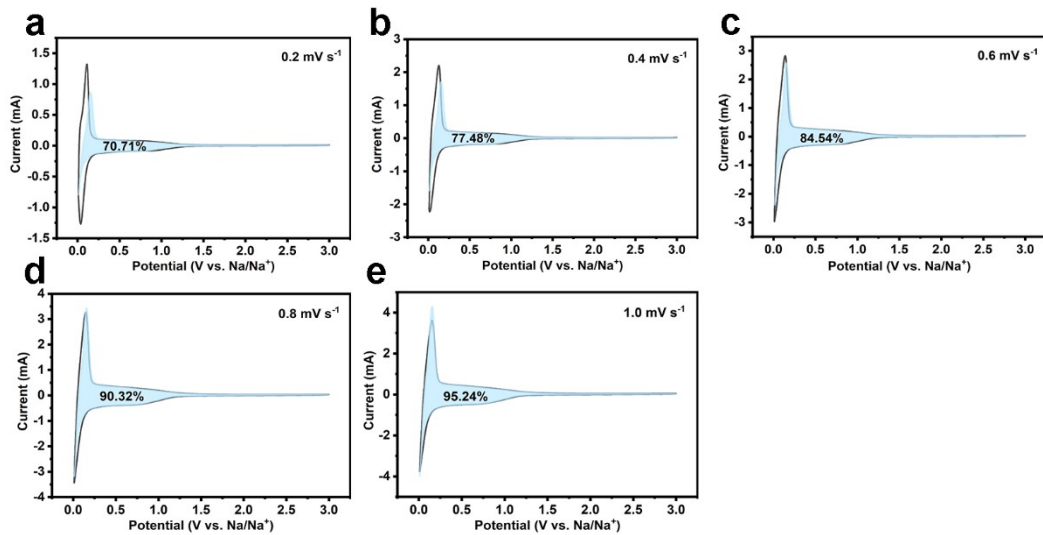 a
0.2 mV s⁻¹
1.5
1.0
0.5
0.0
-0.5
-1.0
-1.5
Current (mA)
70.71%
0.0 0.5 1.0 1.5 2.0 2.5 3.0
Potential (V vs. Na/Na⁺)
b
0.4 mV s⁻¹
3
2
1
0
-1
-2
-3
Current (mA)
77.48%
0.0 0.5 1.0 1.5 2.0 2.5 3.0
Potential (V vs. Na/Na⁺)
c
0.6 mV s⁻¹
3
2
1
0
-1
-2
-3
Current (mA)
84.54%
0.0 0.5 1.0 1.5 2.0 2.5 3.0
Potential (V vs. Na/Na⁺)
d
0.8 mV s⁻¹
4
3
2
1
0
-1
-2
-3
-4
Current (mA)
90.32%
0.0 0.5 1.0 1.5 2.0 2.5 3.0
Potential (V vs. Na/Na⁺)
e
1.0 mV s⁻¹
4
2
0
-2
-4
Current (mA)
95.24%
0.0 0.5 1.0 1.5 2.0 2.5 3.0
Potential (V vs. Na/Na⁺)